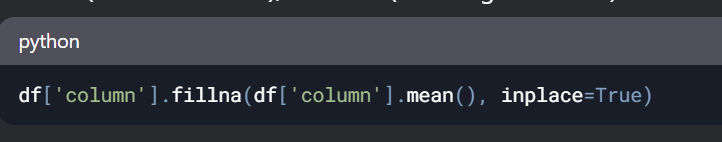 python
df['column'].fillna(df['column'].mean(), inplace=True)